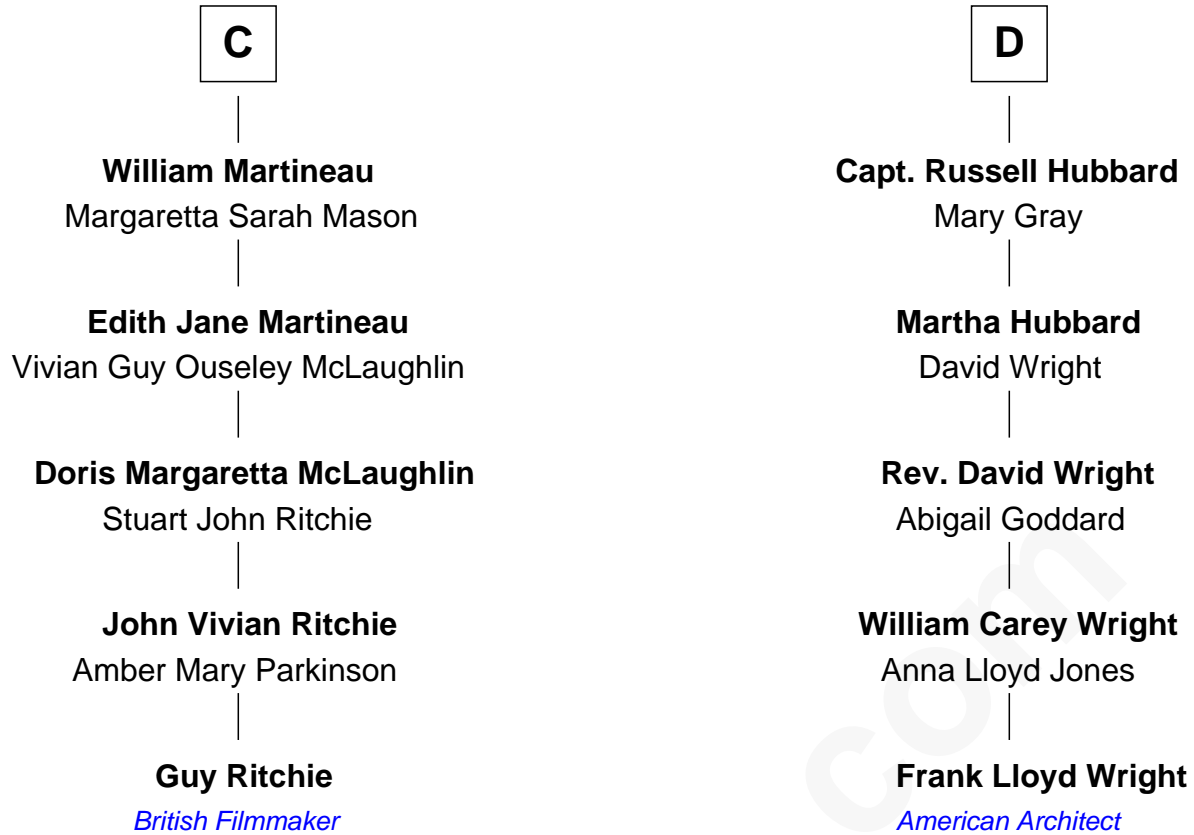 C
William Martineau
Margaretta Sarah Mason
Edith Jane Martineau
Vivian Guy Ouseley McLaughlin
Doris Margaretta McLaughlin
Stuart John Ritchie
John Vivian Ritchie
Amber Mary Parkinson
Guy Ritchie
British Filmmaker
D
Capt. Russell Hubbard
Mary Gray
Martha Hubbard
David Wright
Rev. David Wright
Abigail Goddard
William Carey Wright
Anna Lloyd Jones
Frank Lloyd Wright
American Architect
com